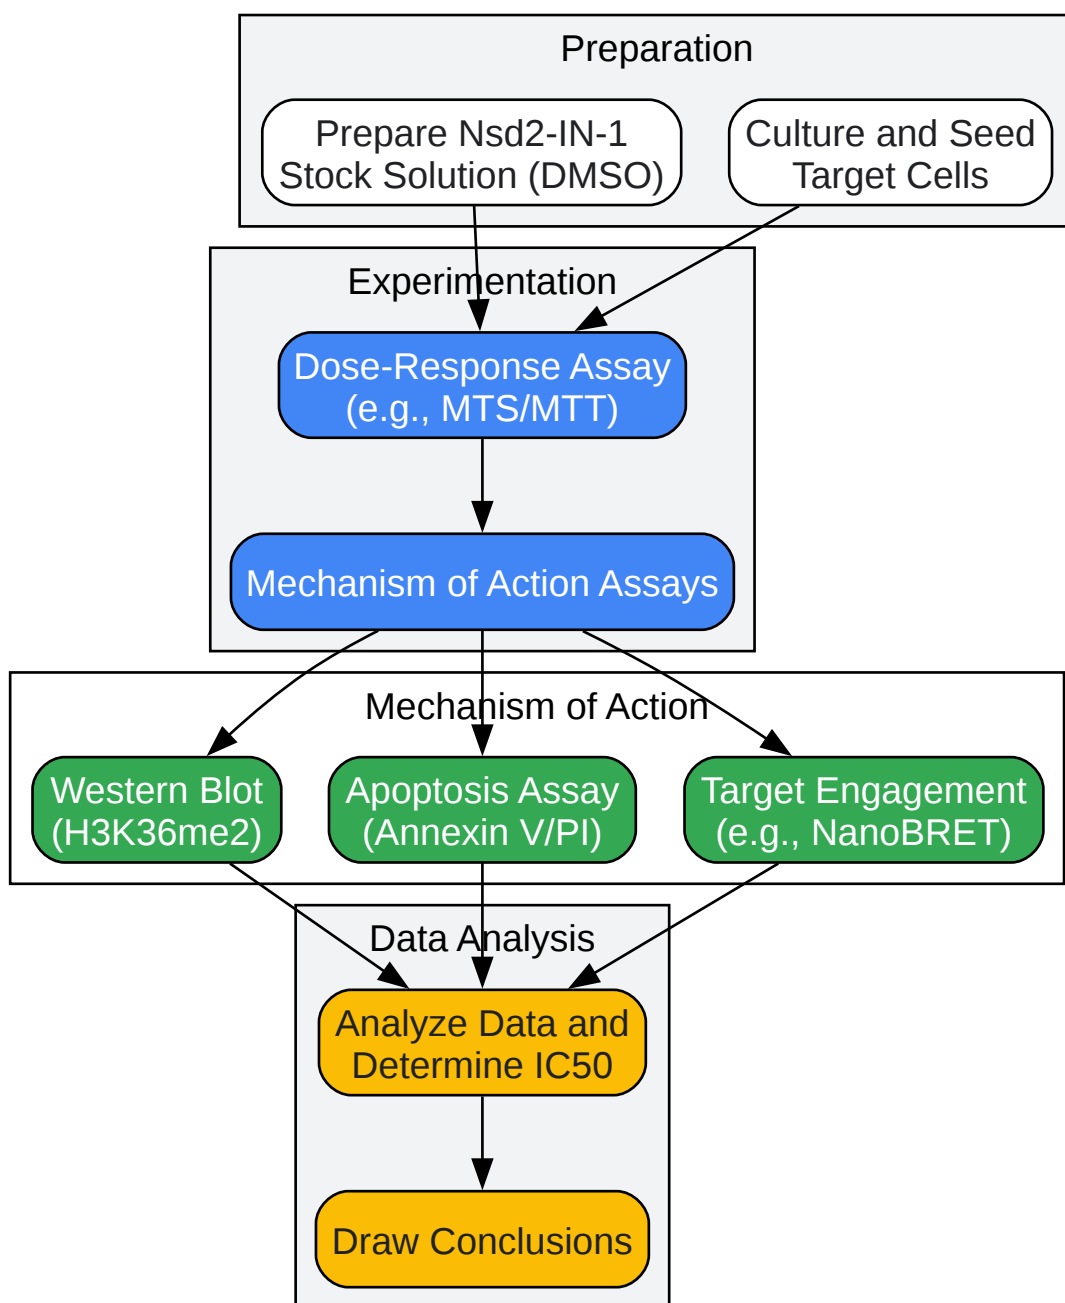 Preparation
Prepare Nsd2-IN-1
Stock Solution (DMSO)
Culture and Seed
Target Cells
Experimentation
Dose-Response Assay
(e.g., MTS/MTT)
Mechanism of Action Assays
Mechanism of Action
Western Blot
(H3K36me2)
Apoptosis Assay
(Annexin V/PI)
Target Engagement
(e.g., NanoBRET)
Data Analysis
Analyze Data and
Determine IC50
Draw Conclusions